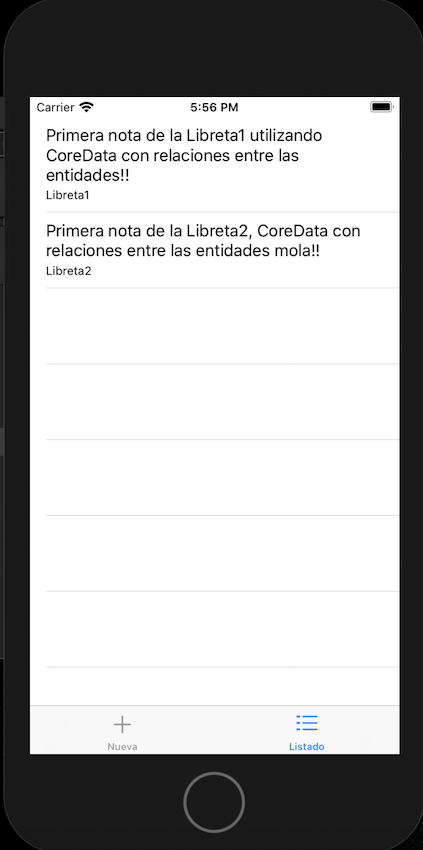 Carrier 5:56 PM
Primera nota de la Libreta1 utilizando
CoreData con relaciones entre las
entidades!!
Libreta1
Primera nota de la Libreta2, CoreData con
relaciones entre las entidades mola!!
Libreta2
Nueva Listado